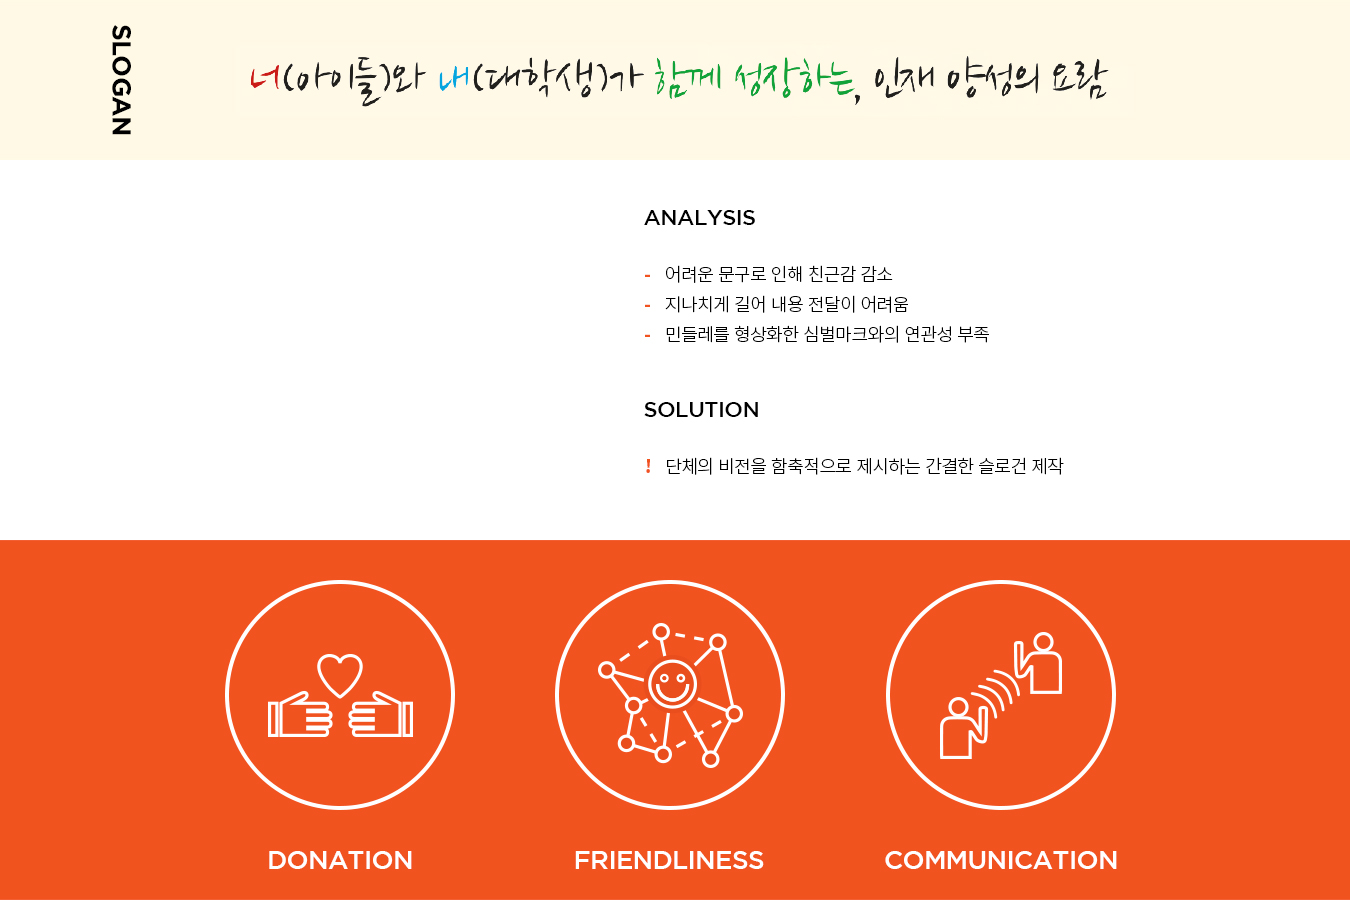 SLOGAN
너(아이들)와 내(대학생)가 함께 성장하는, 인재 양성의 요람
ANALYSIS
- 어려운 문구로 인해 친근감 감소
- 지나치게 길어 내용 전달이 어려움
- 민들레를 형상화한 심벌마크와의 연관성 부족
SOLUTION
! 단체의 비전을 함축적으로 제시하는 간결한 슬로건 제작
DONATION
FRIENDLINESS
COMMUNICATION